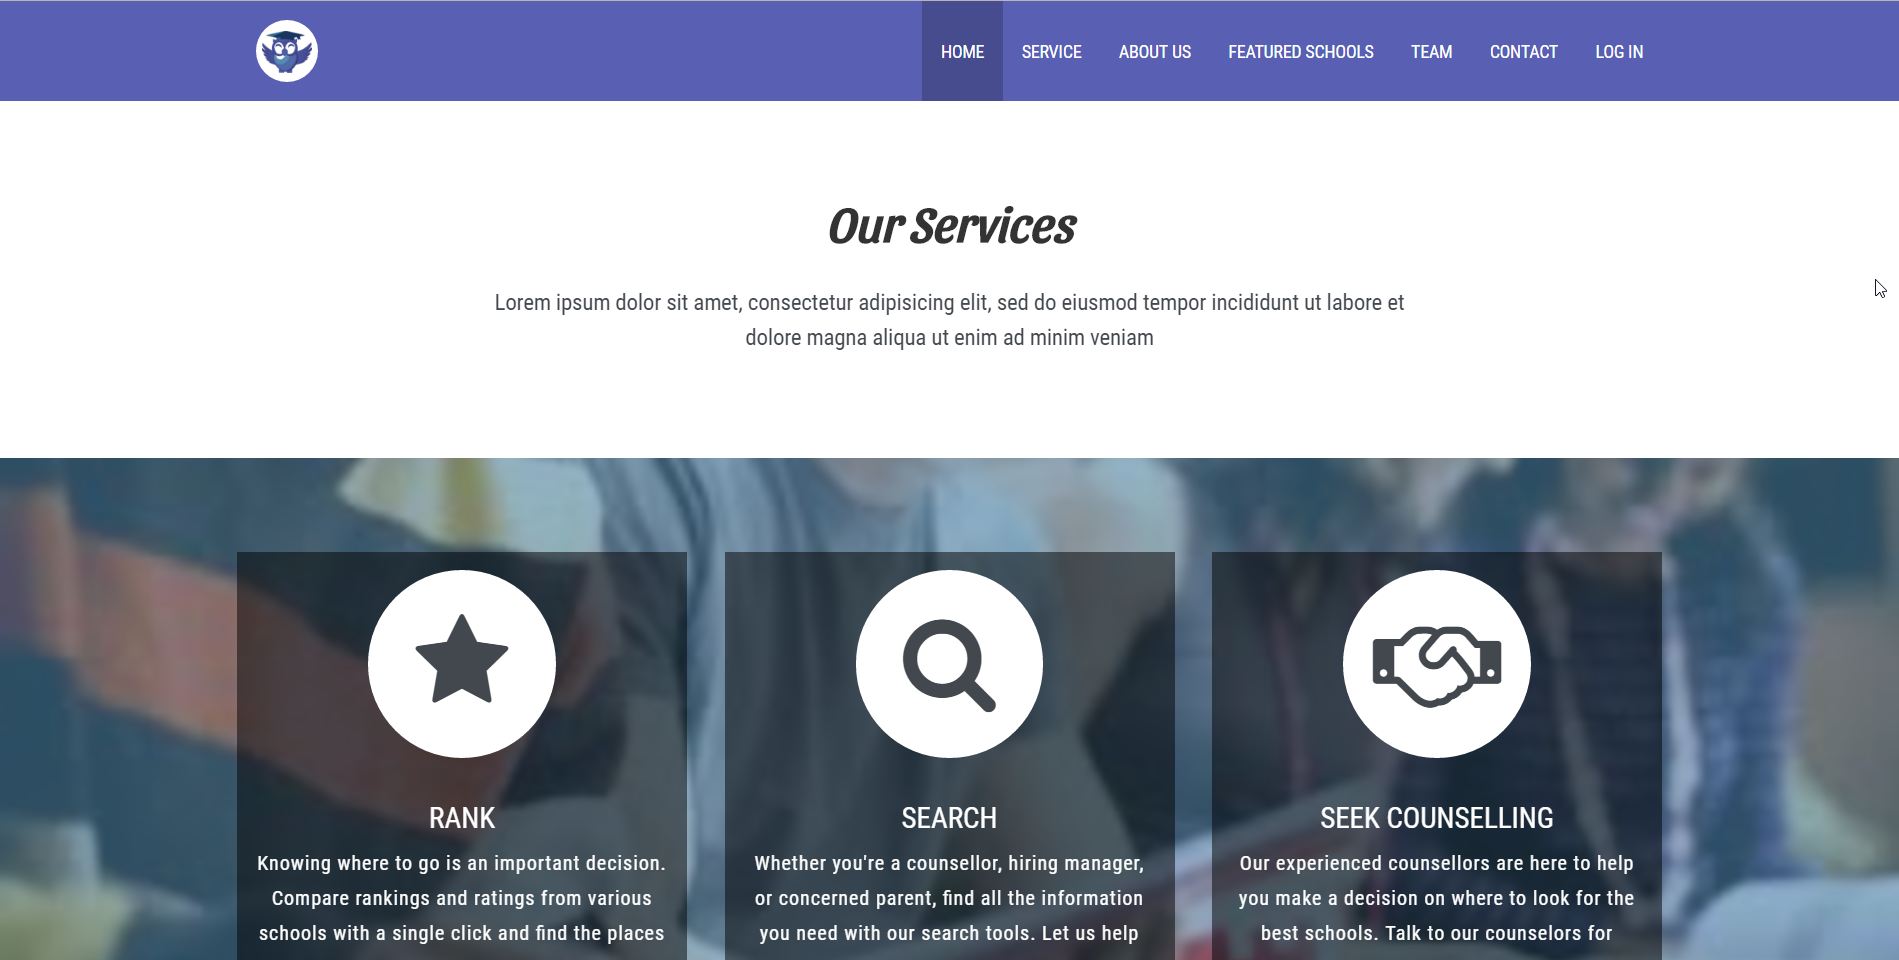 HOME SERVICE ABOUT US FEATURED SCHOOLS TEAM CONTACT LOG IN
Our Services
Lorem ipsum dolor sit amet, consectetur adipisicing elit, sed do eiusmod tempor incididunt ut labore et
dolore magna aliqua ut enim ad minim veniam
RANK
Knowing where to go is an important decision.
Compare rankings and ratings from various
schools with a single click and find the places
SEARCH
Whether you're a counsellor, hiring manager,
or concerned parent, find all the information
you need with our search tools. Let us help
SEEK COUNSELLING
Our experienced counsellors are here to help
you make a decision on where to look for the
best schools. Talk to our counselors for